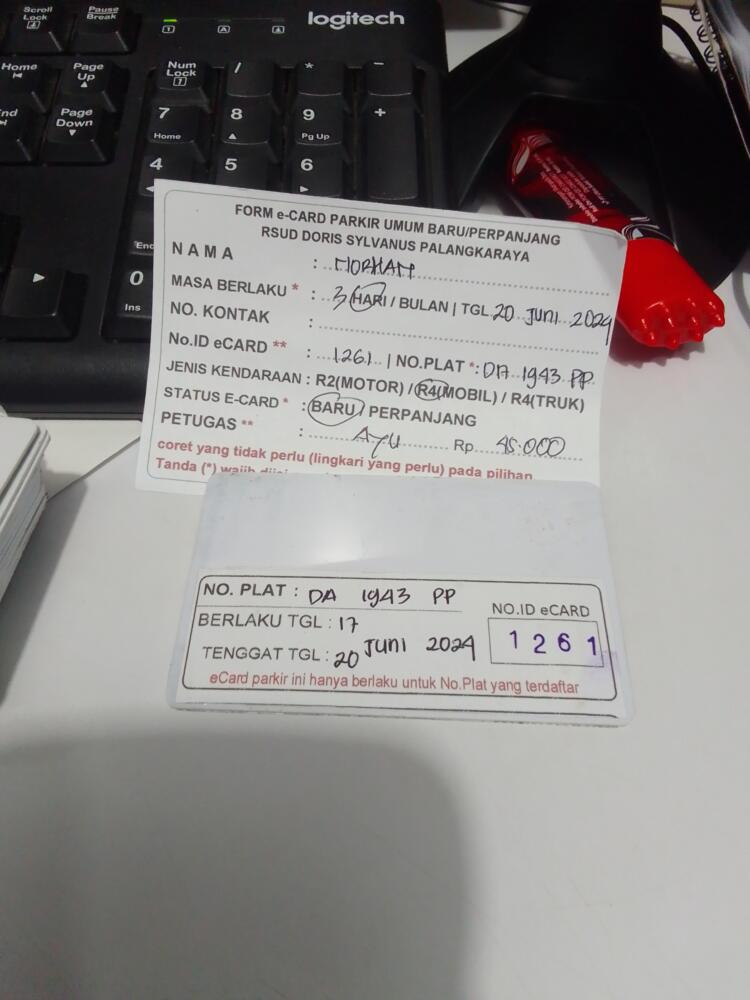 Scroll Lock
Pause Break
logitech
1 A
Home
Page Up
Num Lock
/
*
-
End
Page Down
7 Home
8
9 Pg Up
+
4
5
6
End
0 Ins
FORM e-CARD PARKIR UMUM BARU/PERPANJANG
RSUD DORIS SYLVANUS PALANGKARAYA
NAMA :
MASA BERLAKU * : 3 HARI / BULAN | TGL 20 Juni 2024
NO. KONTAK :
No.ID eCARD ** : 1261 | NO.PLAT * : DA 1943 PP
JENIS KENDARAAN : R2(MOTOR) / R4(MOBIL) / R4(TRUK)
STATUS E-CARD * : BARU / PERPANJANG
PETUGAS ** : Ayu Rp 45.000
coret yang tidak perlu (lingkari yang perlu) pada pilihan
Tanda (*) wajib
NO. PLAT : DA 1943 PP
BERLAKU TGL : 17
TENGGAT TGL : 20 Juni 2024
NO.ID eCARD
1261
eCard parkir ini hanya berlaku untuk No.Plat yang terdaftar